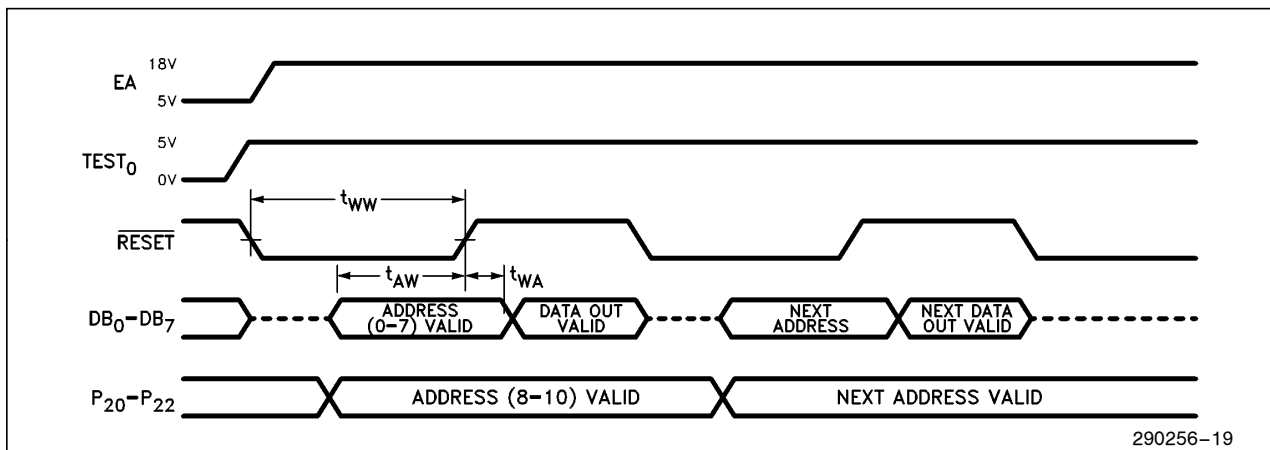 EA
18V
5V
TEST0
5V
0V
tWW
RESET
tAW
tWA
DB0–DB7
ADDRESS
(0–7) VALID
DATA OUT
VALID
NEXT
ADDRESS
NEXT DATA
OUT VALID
P20–P22
ADDRESS (8–10) VALID
NEXT ADDRESS VALID
290256–19